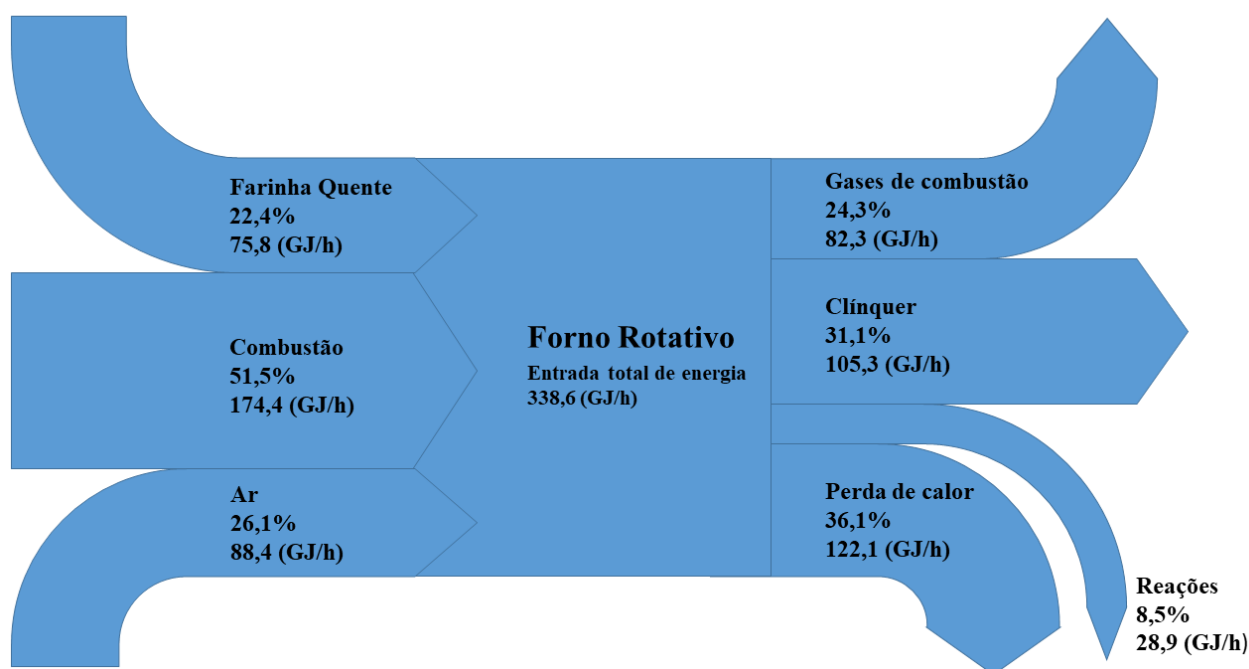 Farinha Quente
22,4%
75,8 (GJ/h)
Combustão
51,5%
174,4 (GJ/h)
Ar
26,1%
88,4 (GJ/h)
Forno Rotativo
Entrada total de energia
338,6 (GJ/h)
Gases de combustão
24,3%
82,3 (GJ/h)
Clínquer
31,1%
105,3 (GJ/h)
Perda de calor
36,1%
122,1 (GJ/h)
Reações
8,5%
28,9 (GJ/h)